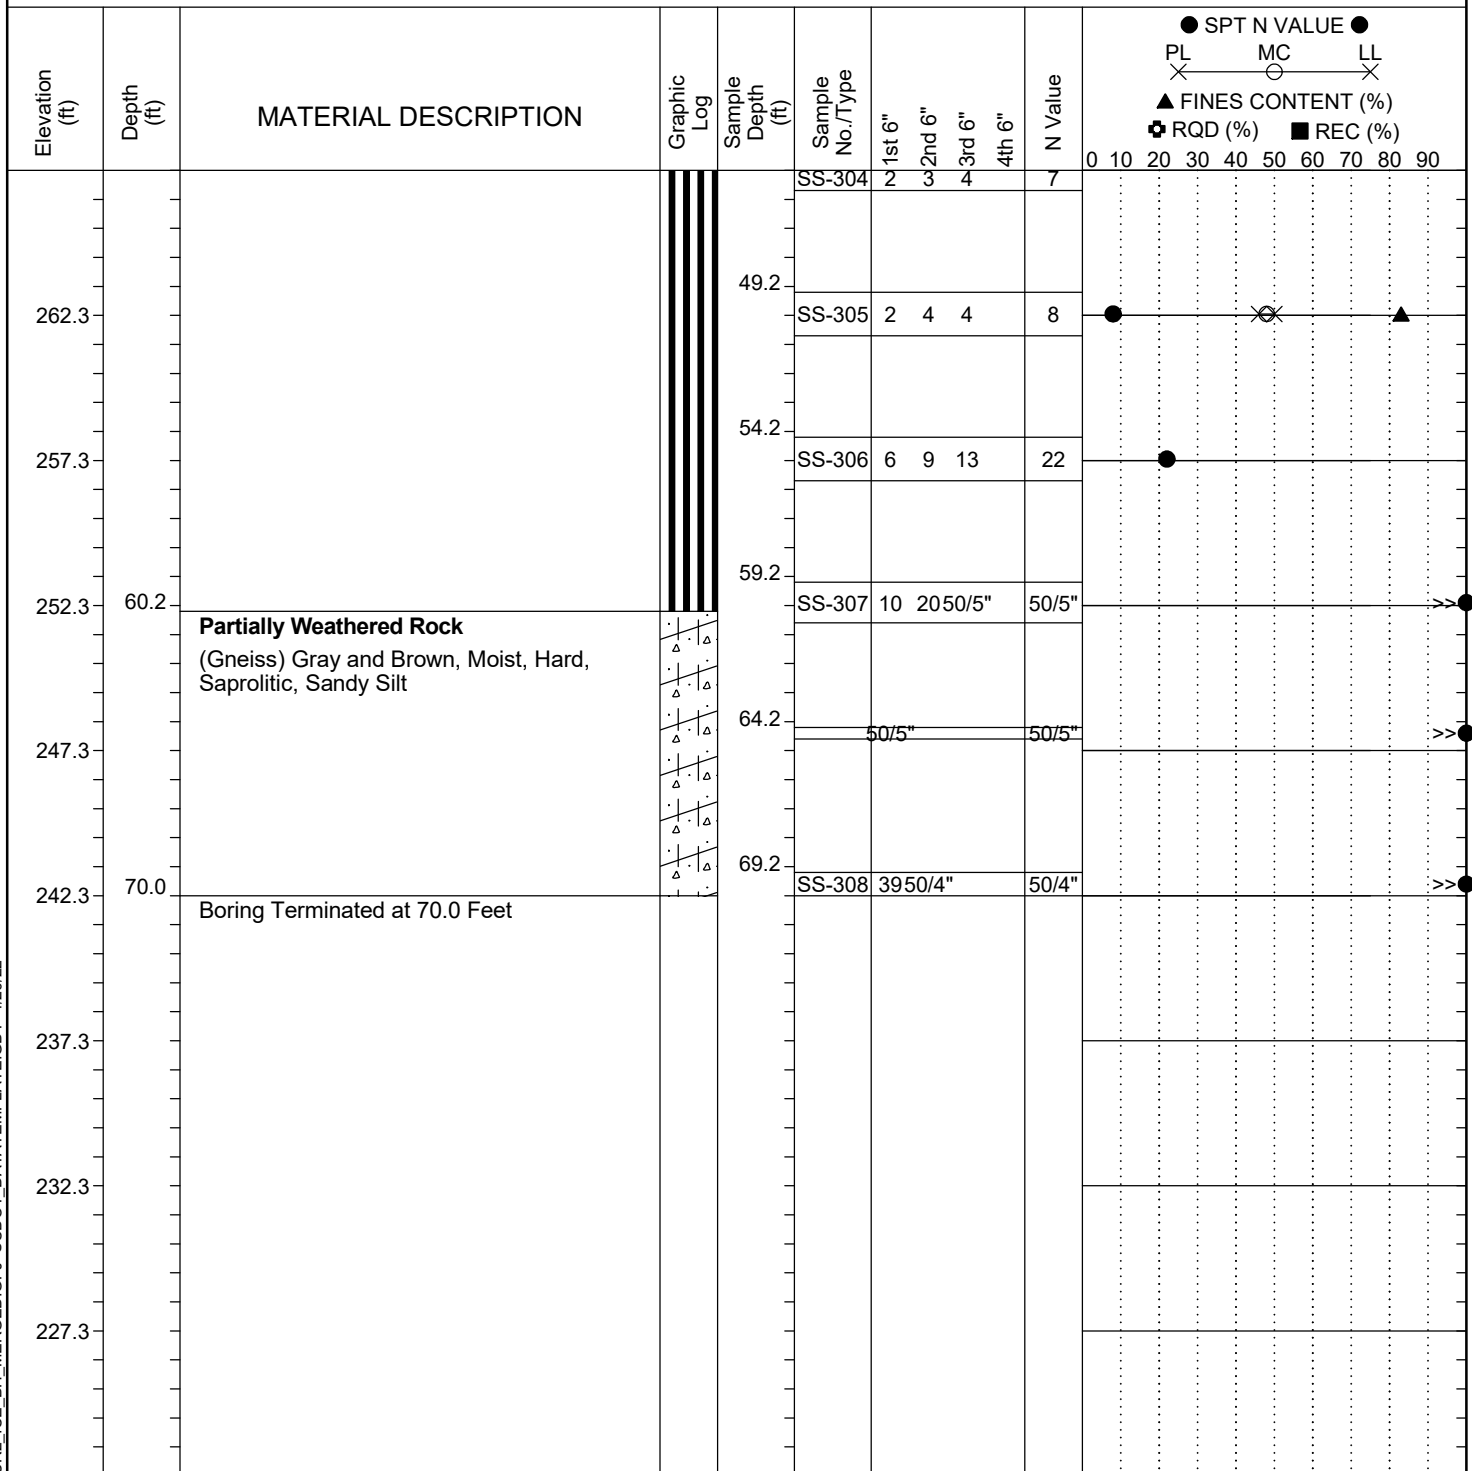 ● SPT N VALUE ●
PL MC LL
▲ FINES CONTENT (%)
RQD (%) ■ REC (%)
0 10 20 30 40 50 60 70 80 90
Elevation (ft)
Depth (ft)
MATERIAL DESCRIPTION
Graphic Log
Sample Depth (ft)
Sample No./Type
1st 6"
2nd 6"
3rd 6"
4th 6"
N Value
SS-304 2 3 4 7
49.2
262.3 SS-305 2 4 4 8
54.2
257.3 SS-306 6 9 13 22
59.2
252.3 60.2 SS-307 10 20 50/5" 50/5" >>
Partially Weathered Rock
(Gneiss) Gray and Brown, Moist, Hard,
Saprolitic, Sandy Silt
64.2
50/5" 50/5" >>
247.3
69.2
242.3 70.0 SS-308 39 50/4" 50/4" >>
Boring Terminated at 70.0 Feet
237.3
232.3
227.3